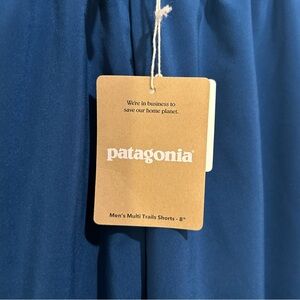 We're in business to
save our home planet.
patagonia®
Men's Multi Trails Shorts - 8"